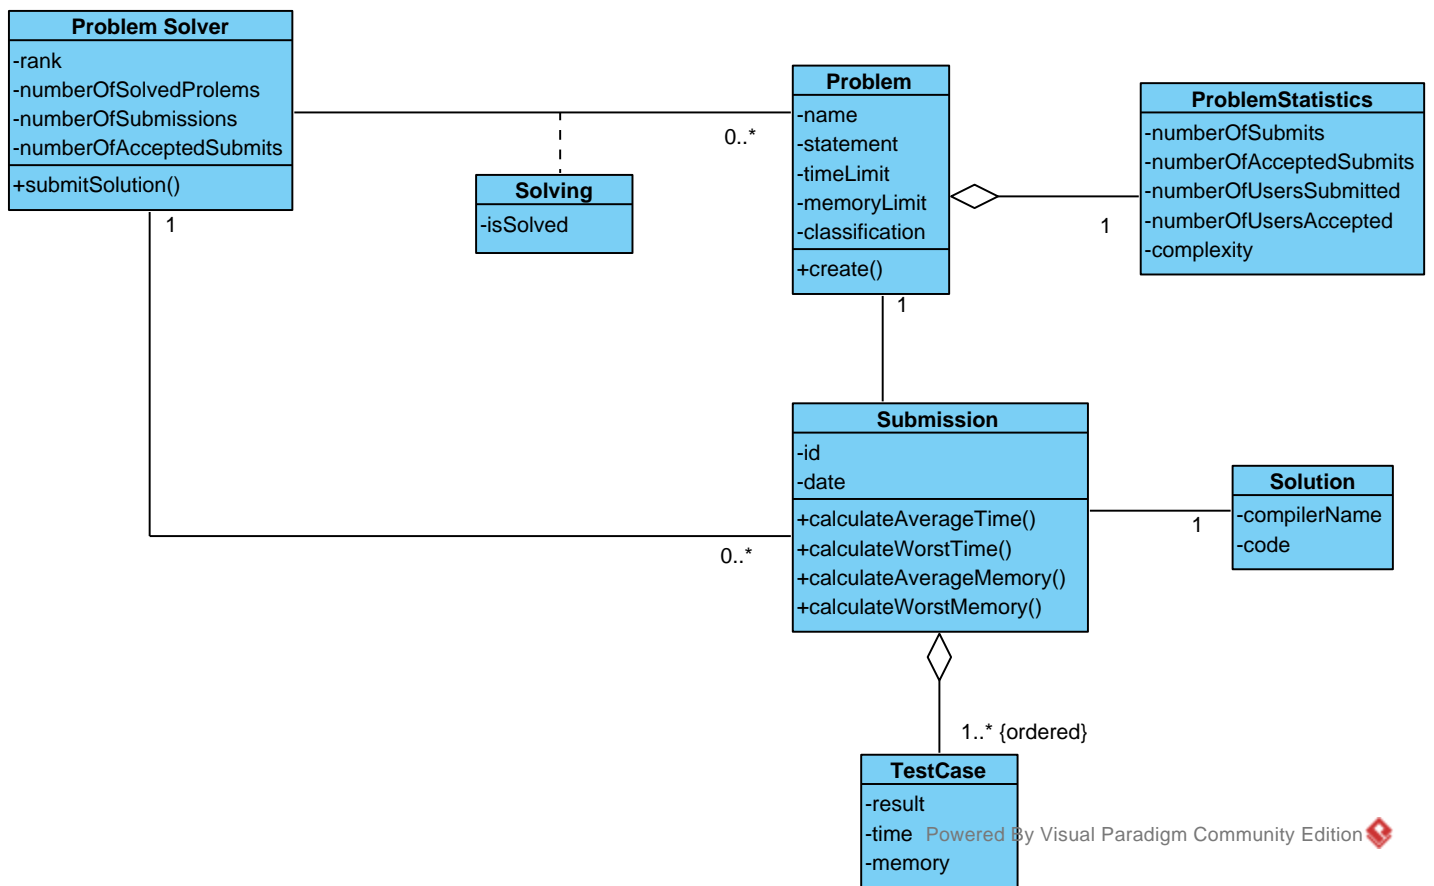 Problem Solver
-rank
-numberOfSolvedProlems
-numberOfSubmissions
-numberOfAcceptedSubmits
+submitSolution()
1
0..*
Solving
-isSolved
Problem
-name
-statement
-timeLimit
-memoryLimit
-classification
+create()
1
ProblemStatistics
-numberOfSubmits
-numberOfAcceptedSubmits
-numberOfUsersSubmitted
-numberOfUsersAccepted
-complexity
1
0..*
Submission
-id
-date
+calculateAverageTime()
+calculateWorstTime()
+calculateAverageMemory()
+calculateWorstMemory()
1
Solution
-compilerName
-code
1..* {ordered}
TestCase
-result
-time
-memory
Powered By Visual Paradigm Community Edition